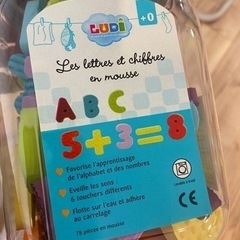 LUDI
+0
Les lettres et chiffres
en mousse
ABC
5+3=8
• Favorise l'apprentissage
de l'alphabet et des nombres
• Eveille les sens :
6 touchers différents
• Flotte sur l'eau et adhère
au carrelage
78 pièces en mousse
CE